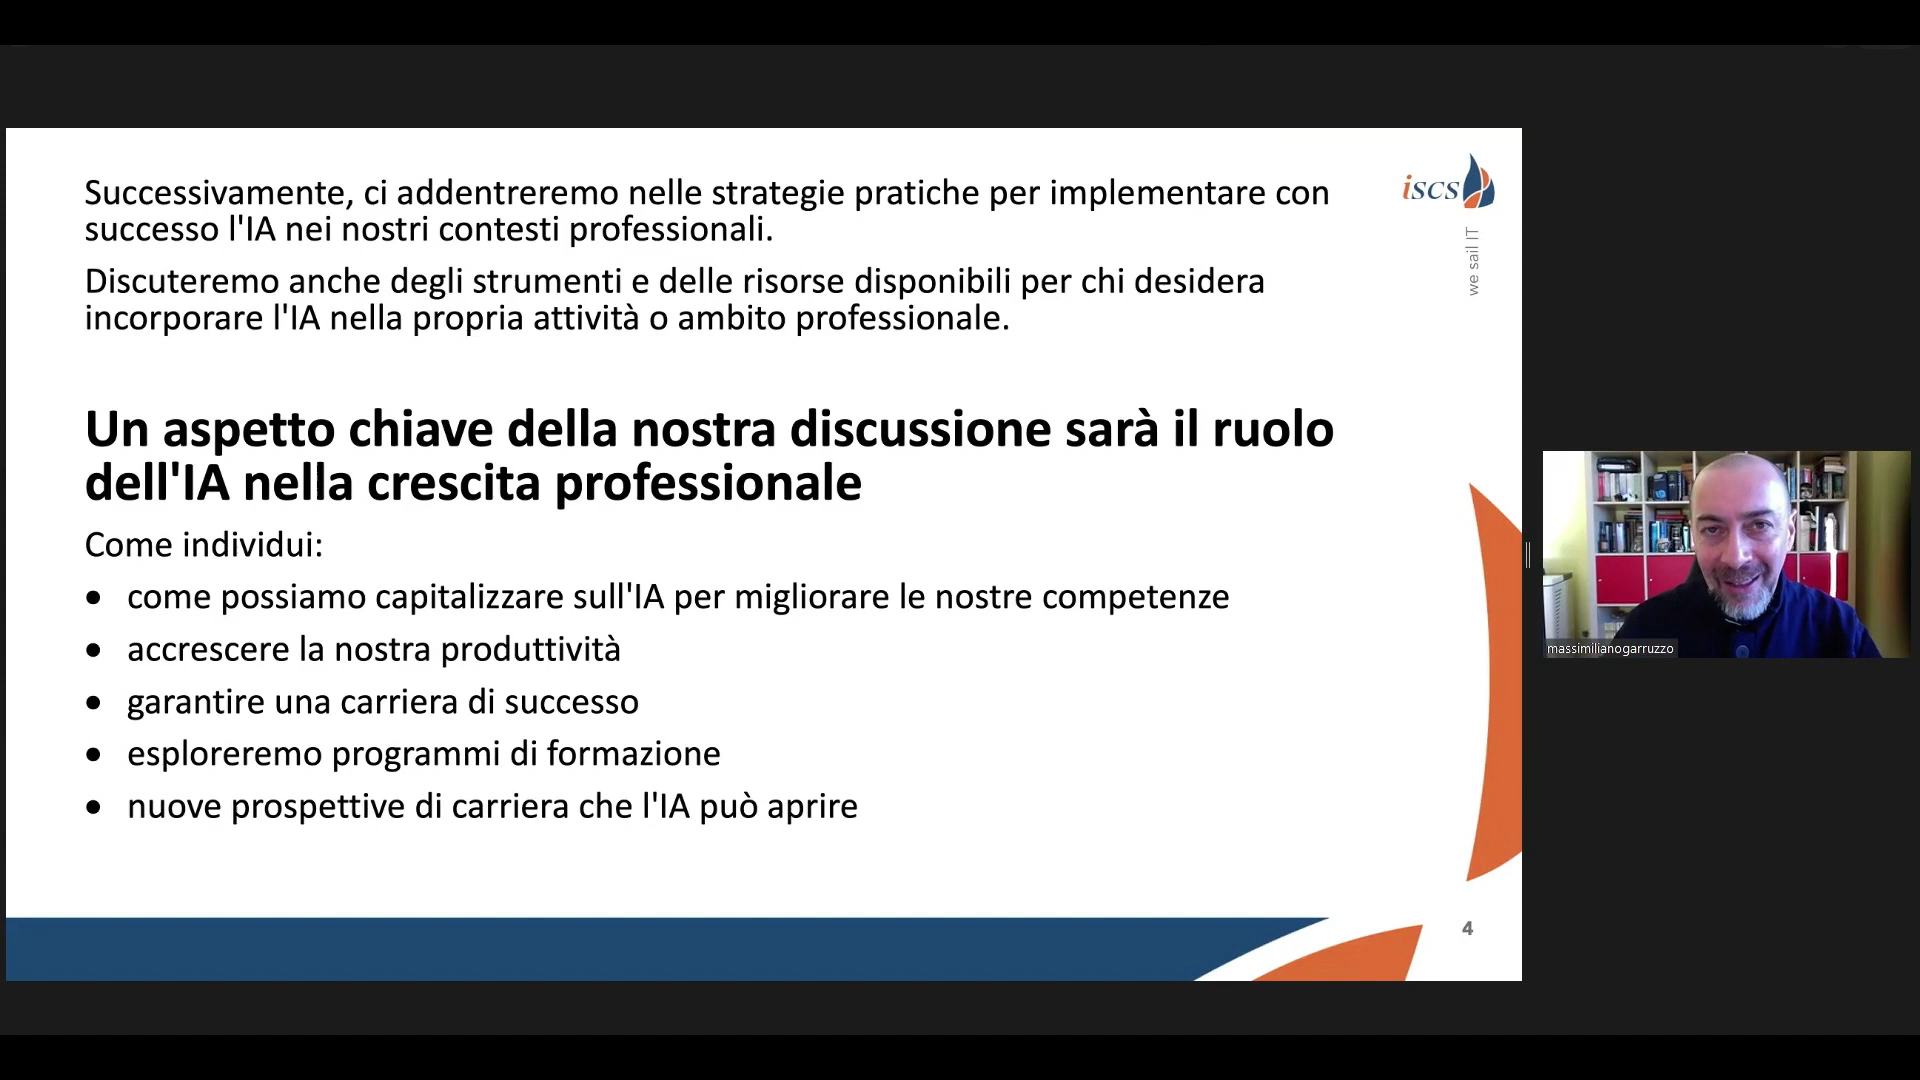 Successivamente, ci addentreremo nelle strategie pratiche per implementare con
successo l'IA nei nostri contesti professionali.
Discuteremo anche degli strumenti e delle risorse disponibili per chi desidera
incorporare l'IA nella propria attività o ambito professionale.
iscs
we sail IT
Un aspetto chiave della nostra discussione sarà il ruolo
dell'IA nella crescita professionale
Come individui:
• come possiamo capitalizzare sull'IA per migliorare le nostre competenze
• accrescere la nostra produttività
• garantire una carriera di successo
• esploreremo programmi di formazione
• nuove prospettive di carriera che l'IA può aprire
4
massimilianogarruzzo